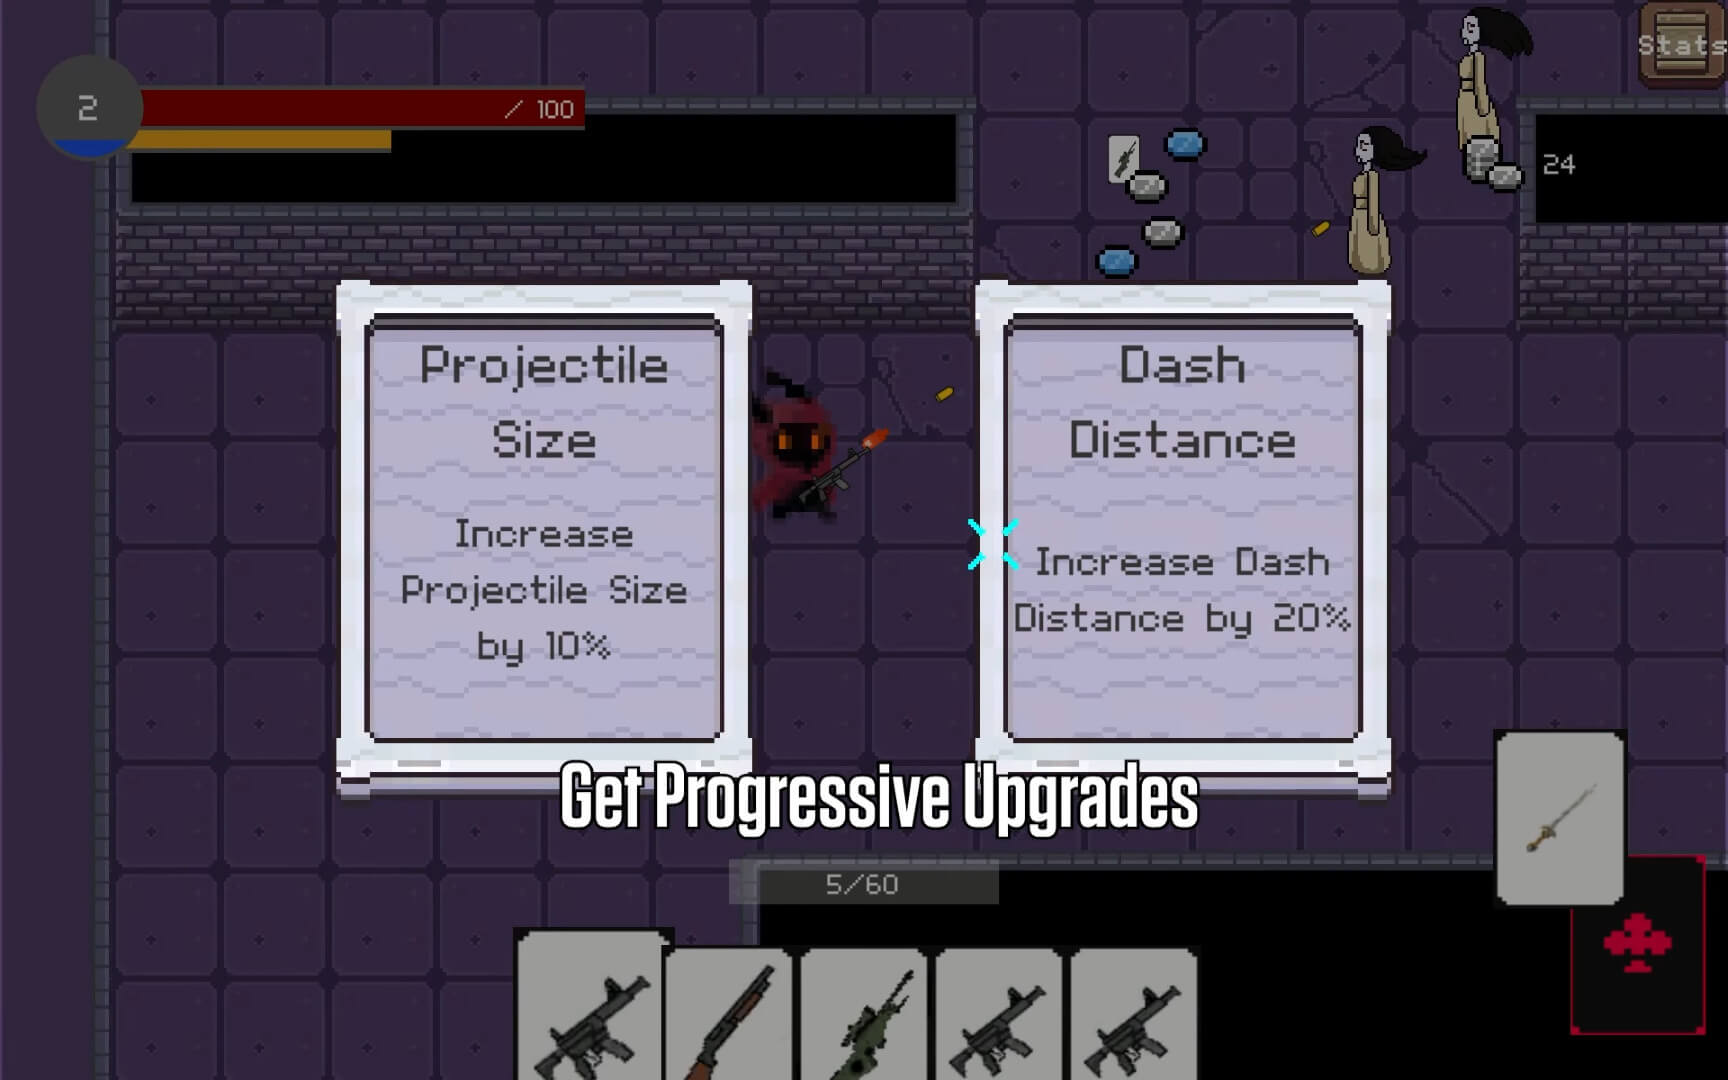 Stats
2
/ 100
24
Projectile
Size
Increase
Projectile Size
by 10%
Dash
Distance
Increase Dash
Distance by 20%
Get Progressive Upgrades
5/60